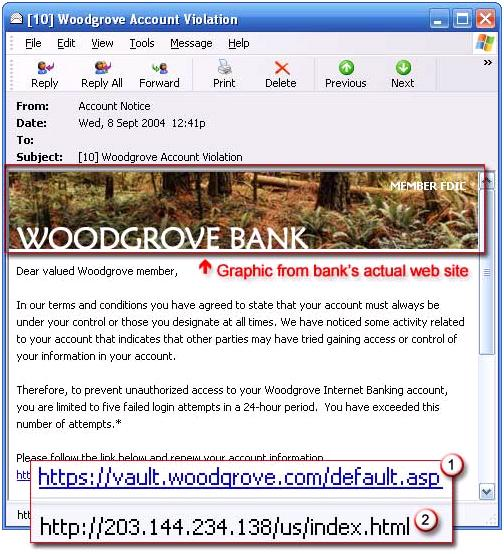 [10] Woodgrove Account Violation
File Edit View Tools Message Help
Reply Reply All Forward Print Delete Previous Next »
From: Account Notice
Date: Wed, 8 Sept 2004 12:41p
To:
Subject: [10] Woodgrove Account Violation
MEMBER FDIC
WOODGROVE BANK
Graphic from bank's actual web site
Dear valued Woodgrove member,
In our terms and conditions you have agreed to state that your account must always be
under your control or those you designate at all times. We have noticed some activity related
to your account that indicates that other parties may have tried gaining access or control of
your information in your account.
Therefore, to prevent unauthorized access to your Woodgrove Internet Banking account,
you are limited to five failed login attempts in a 24-hour period. You have exceeded this
number of attempts.*
Please follow the link below and renew your account information
https://vault.woodgrove.com/default.asp 1
http://203.144.234.138/us/index.html 2